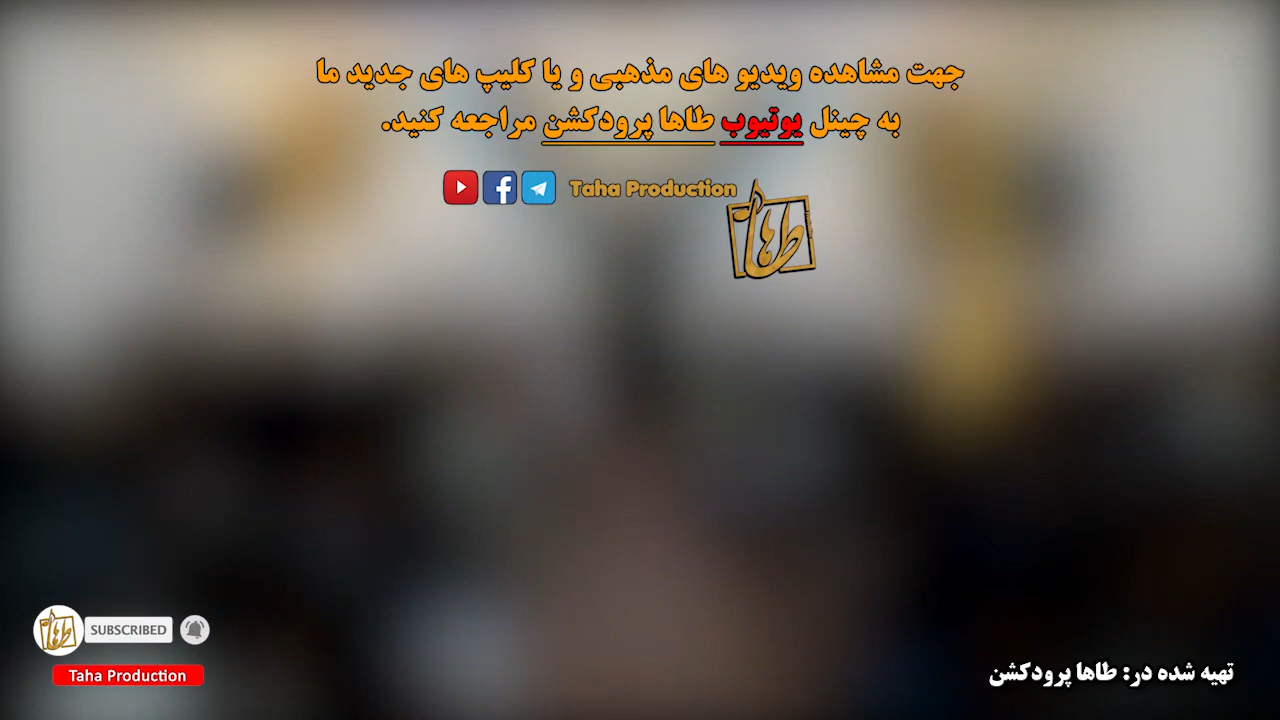 جهت مشاهده ویدیو های مذهبی و یا کلیپ های جدید ما
به چینل یوتیوب طاها پرودکشن مراجعه کنید.
Taha Production
طاها
SUBSCRIBED
Taha Production
تهیه شده در: طاها پرودکشن